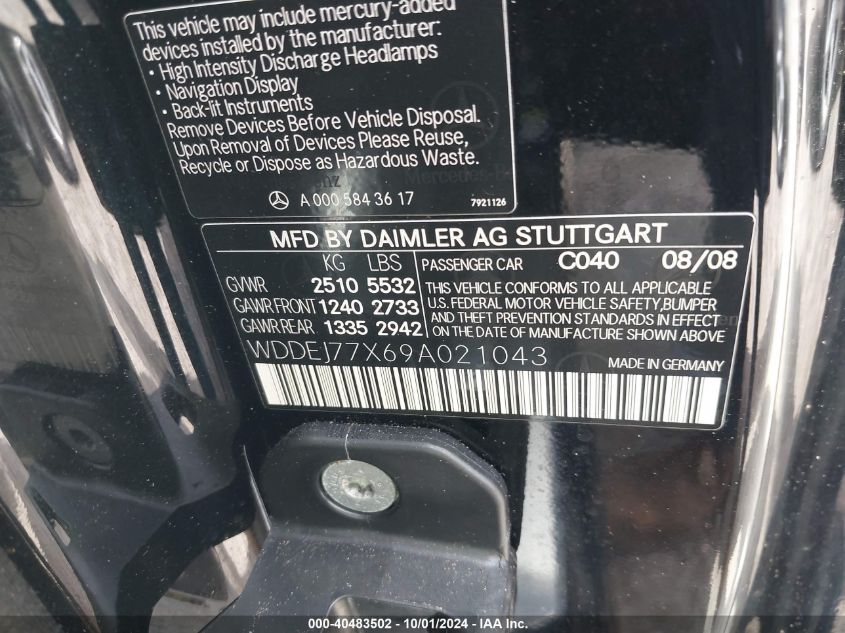 This vehicle may include mercury-added
devices installed by the manufacturer:
• High Intensity Discharge Headlamps
• Navigation Display
• Back-lit Instruments
Remove Devices Before Vehicle Disposal.
Upon Removal of Devices Please Reuse,
Recycle or Dispose as Hazardous Waste.
A 000 584 36 17 7921126
MFD BY DAIMLER AG STUTTGART
KG LBS PASSENGER CAR C040 08/08
GVWR 2510 5532
GAWR FRONT 1240 2733
GAWR REAR 1335 2942
THIS VEHICLE CONFORMS TO ALL APPLICABLE
U.S. FEDERAL MOTOR VEHICLE SAFETY,BUMPER
AND THEFT PREVENTION STANDARDS IN EFFECT
ON THE DATE OF MANUFACTURE SHOWN ABOVE
WDDEJ77X69A021043 MADE IN GERMANY
000-40483502 - 10/01/2024 - IAA Inc.